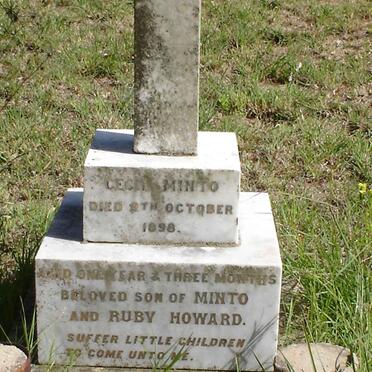 CECIL MINTO
DIED 8TH OCTOBER
1898.
AGED ONE YEAR & THREE MONTHS
BELOVED SON OF MINTO
AND RUBY HOWARD.
SUFFER LITTLE CHILDREN
TO COME UNTO ME.